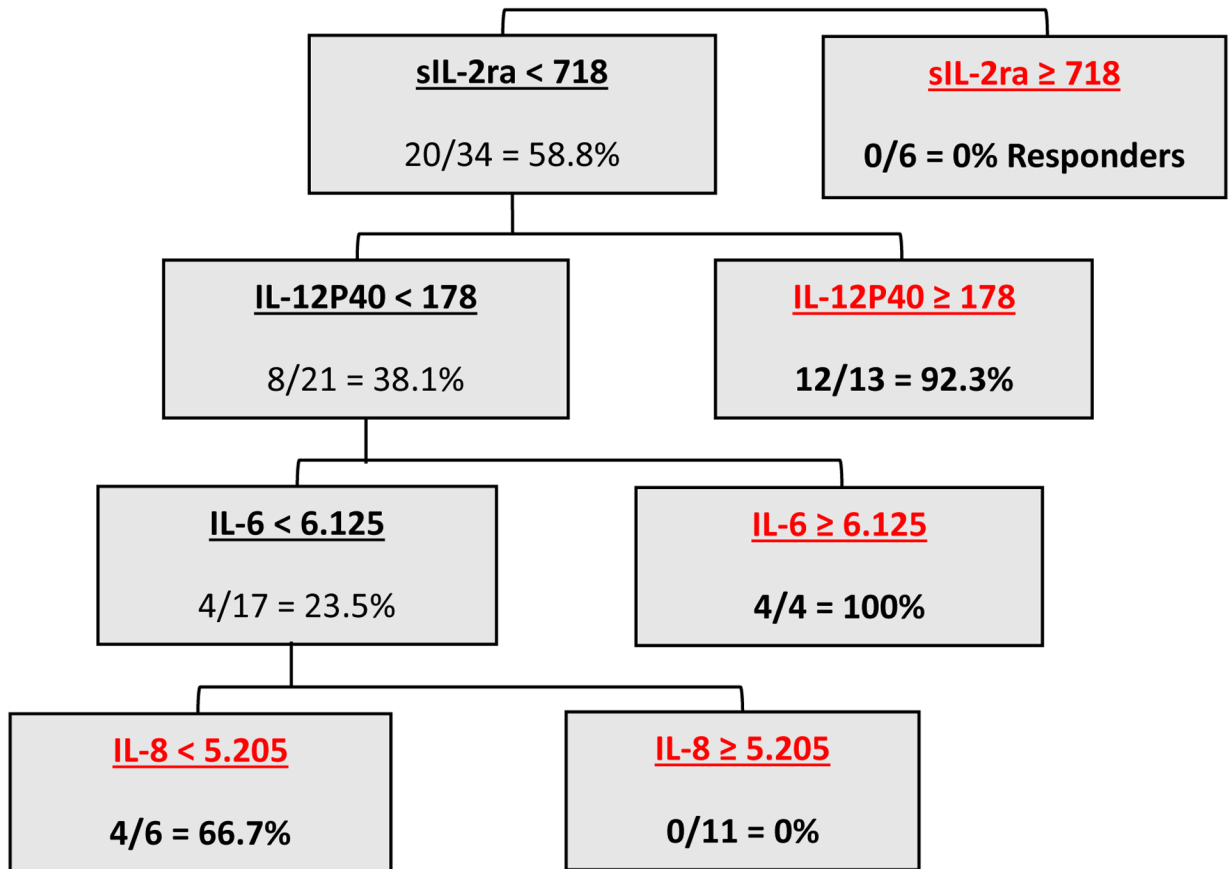 sIL-2ra < 718
20/34 = 58.8%
sIL-2ra ≥ 718
0/6 = 0% Responders
IL-12P40 < 178
8/21 = 38.1%
IL-12P40 ≥ 178
12/13 = 92.3%
IL-6 < 6.125
4/17 = 23.5%
IL-6 ≥ 6.125
4/4 = 100%
IL-8 < 5.205
4/6 = 66.7%
IL-8 ≥ 5.205
0/11 = 0%